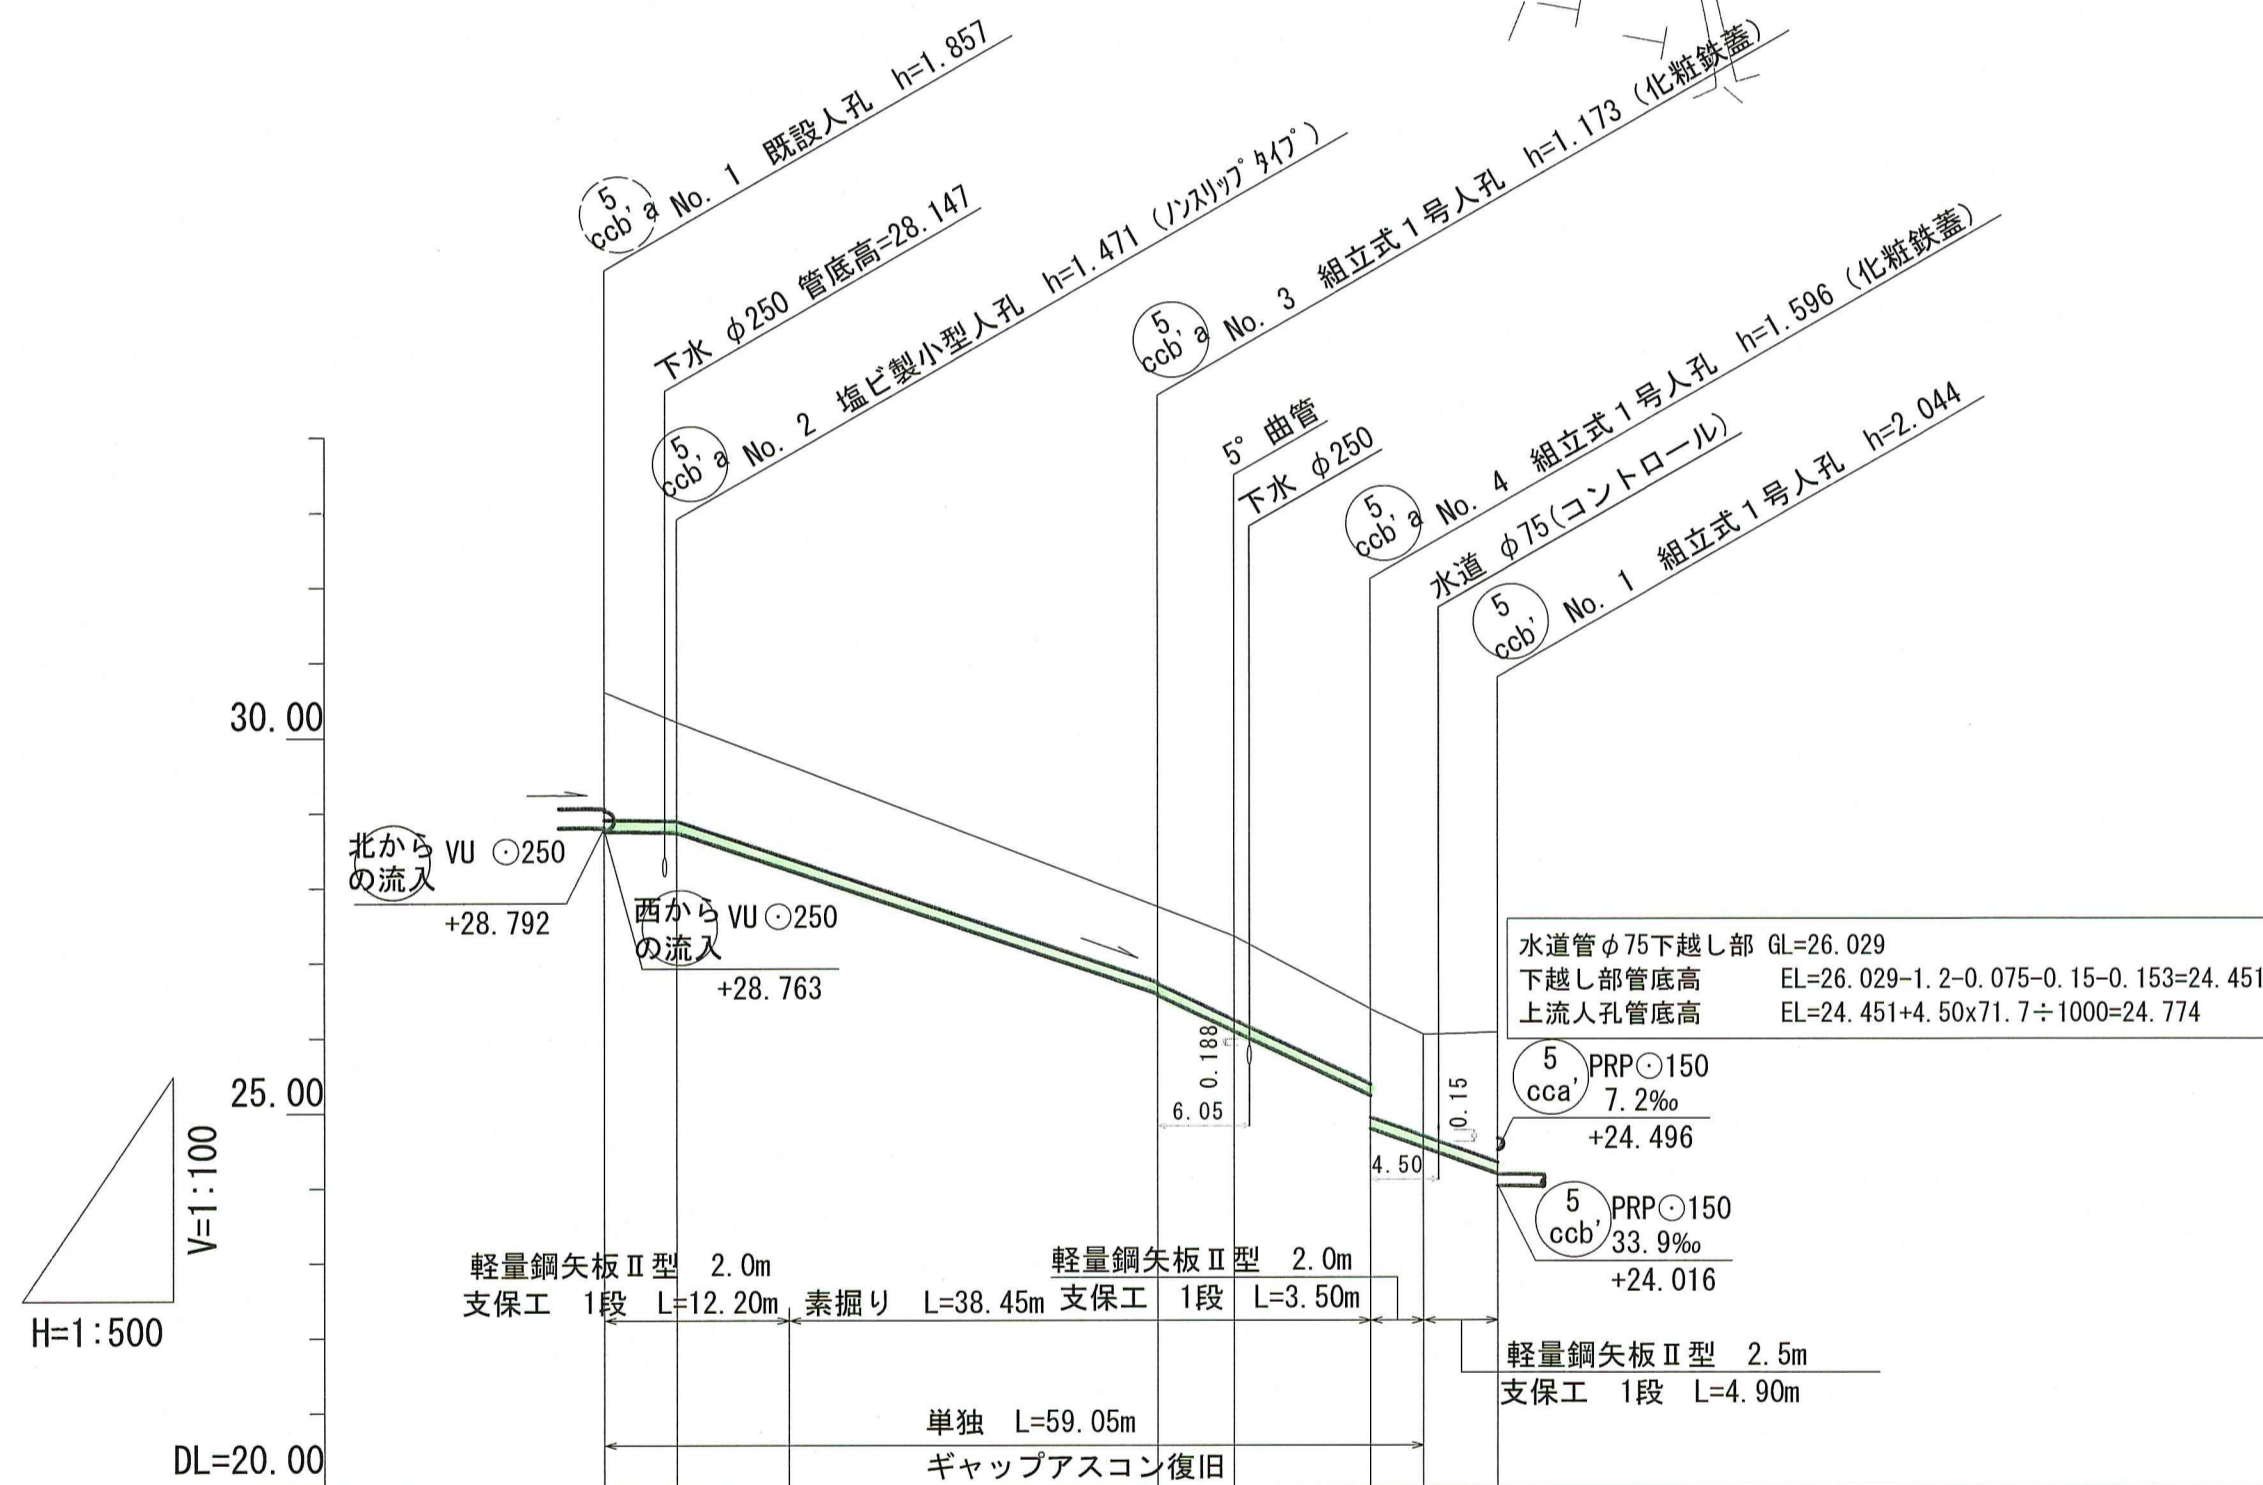 5,
ccb'a No. 1 既設人孔 h=1.857
下水 φ250 管底高=28.147
5,
ccb'a No. 2 塩ビ製小型人孔 h=1.471 (ﾉﾝｽﾘｯﾌﾟﾀｲﾌﾟ)
5,
ccb'a No. 3 組立式1号人孔 h=1.173 (化粧鉄蓋)
5° 曲管
下水 φ250
5,
ccb'a No. 4 組立式1号人孔 h=1.596 (化粧鉄蓋)
水道 φ75(コントロール)
5
ccb' No. 1 組立式1号人孔 h=2.044
30.00
25.00
DL=20.00
V=1:100
H=1:500
北から
の流入
VU ⊙250
+28.792
西から
の流入
VU ⊙250
+28.763
0.188
6.05
4.50
0.15
水道管φ75下越し部 GL=26.029
下越し部管底高 EL=26.029-1.2-0.075-0.15-0.153=24.451
上流人孔管底高 EL=24.451+4.50x71.7÷1000=24.774
5
cca'
PRP⊙150
7.2‰
+24.496
5
ccb'
PRP⊙150
33.9‰
+24.016
軽量鋼矢板Ⅱ型 2.0m
支保工 1段 L=12.20m
素掘り L=38.45m
軽量鋼矢板Ⅱ型 2.0m
支保工 1段 L=3.50m
軽量鋼矢板Ⅱ型 2.5m
支保工 1段 L=4.90m
単独 L=59.05m
ギャップアスコン復旧